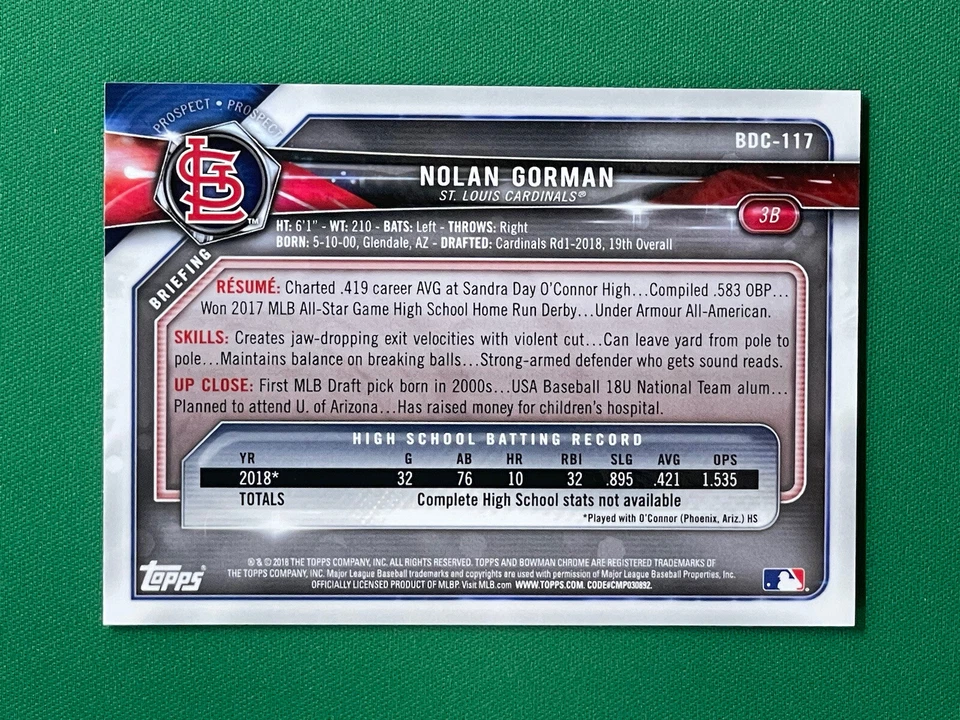 PROSPECT • PROSPECT
BDC-117
STL
TM
NOLAN GORMAN
ST. LOUIS CARDINALS®
3B
HT: 6'1" - WT: 210 - BATS: Left - THROWS: Right
BORN: 5-10-00, Glendale, AZ - DRAFTED: Cardinals Rd1-2018, 19th Overall
BRIEFING
RÉSUMÉ: Charted .419 career AVG at Sandra Day O'Connor High...Compiled .583 OBP...
Won 2017 MLB All-Star Game High School Home Run Derby...Under Armour All-American.
SKILLS: Creates jaw-dropping exit velocities with violent cut...Can leave yard from pole to
pole...Maintains balance on breaking balls...Strong-armed defender who gets sound reads.
UP CLOSE: First MLB Draft pick born in 2000s...USA Baseball 18U National Team alum...
Planned to attend U. of Arizona...Has raised money for children's hospital.
HIGH SCHOOL BATTING RECORD
YR G AB HR RBI SLG AVG OPS
2018* 32 76 10 32 .895 .421 1.535
TOTALS Complete High School stats not available
*Played with O'Connor (Phoenix, Ariz.) HS
topps®
® & © 2018 THE TOPPS COMPANY, INC. ALL RIGHTS RESERVED. TOPPS AND BOWMAN CHROME ARE REGISTERED TRADEMARKS OF
THE TOPPS COMPANY, INC. Major League Baseball trademarks and copyrights are used with permission of Major League Baseball Properties, Inc.
OFFICIALLY LICENSED PRODUCT OF MLBP. Visit MLB.com WWW.TOPPS.COM. CODE#CMP030892.